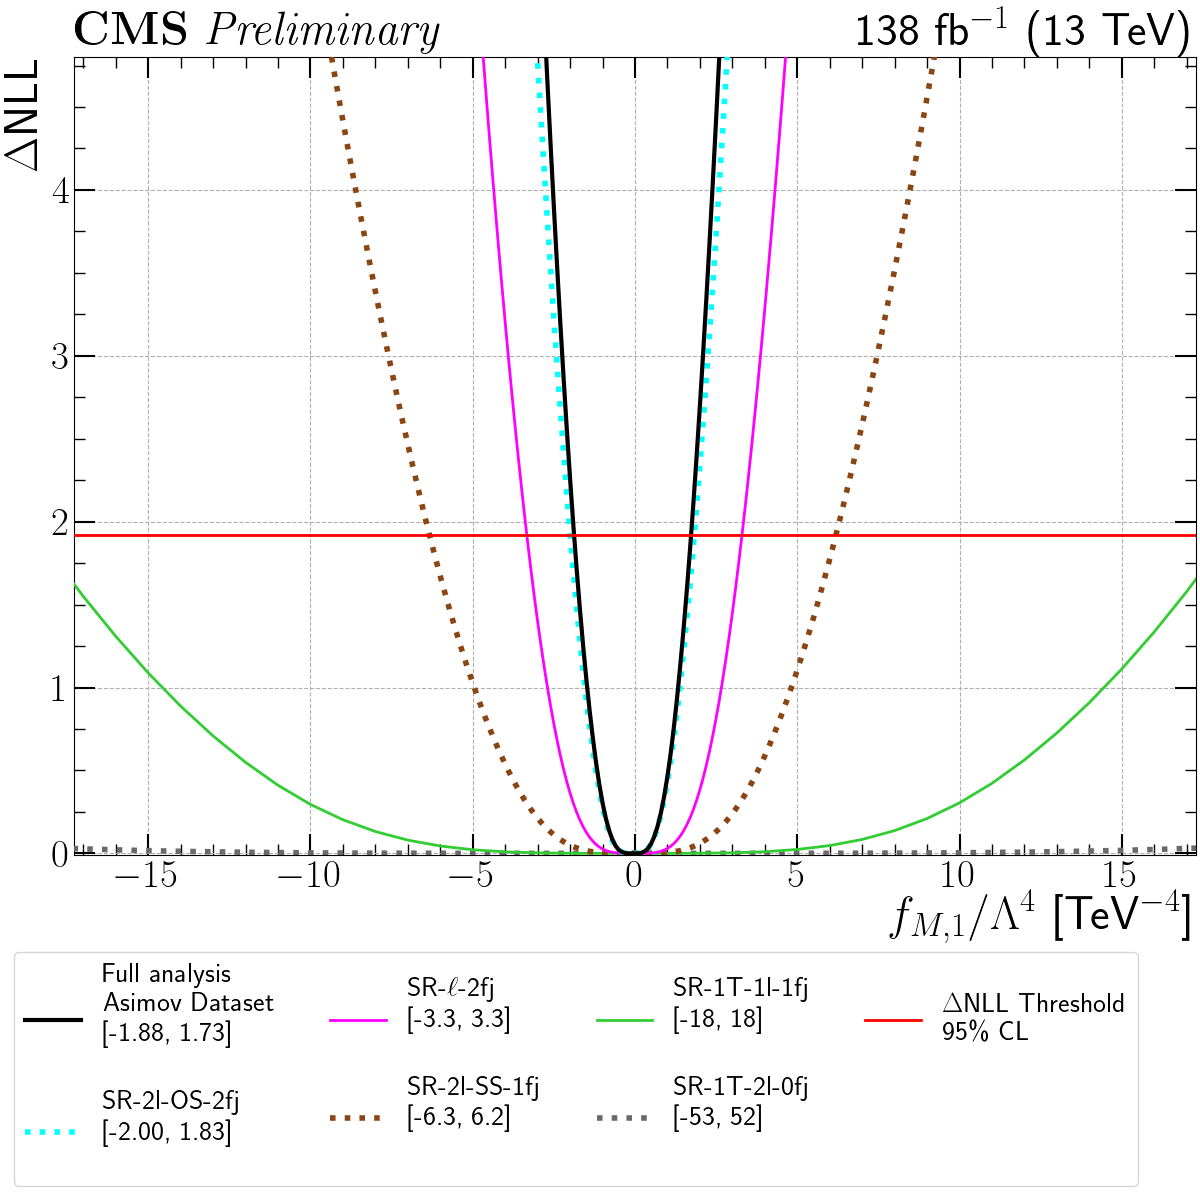 CMS Preliminary 138 fb⁻¹ (13 TeV)
ΔNLL
4
3
2
1
0
−15 −10 −5 0 5 10 15
f_{M,1}/Λ⁴ [TeV⁻⁴]
Full analysis
Asimov Dataset
[-1.88, 1.73]
SR-2l-OS-2fj
[-2.00, 1.83]
SR-ℓ-2fj
[-3.3, 3.3]
SR-2l-SS-1fj
[-6.3, 6.2]
SR-1T-1l-1fj
[-18, 18]
SR-1T-2l-0fj
[-53, 52]
ΔNLL Threshold
95% CL